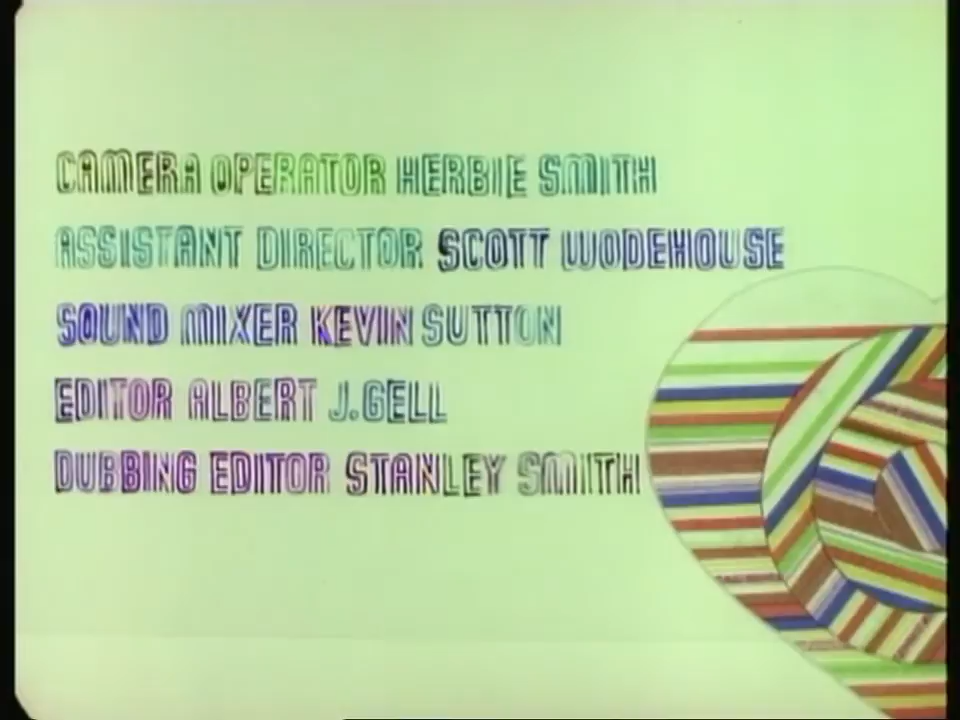 CAMERA OPERATOR HERBIE SMITH
ASSISTANT DIRECTOR SCOTT WODEHOUSE
SOUND MIXER KEVIN SUTTON
EDITOR ALBERT J.GELL
DUBBING EDITOR STANLEY SMITH